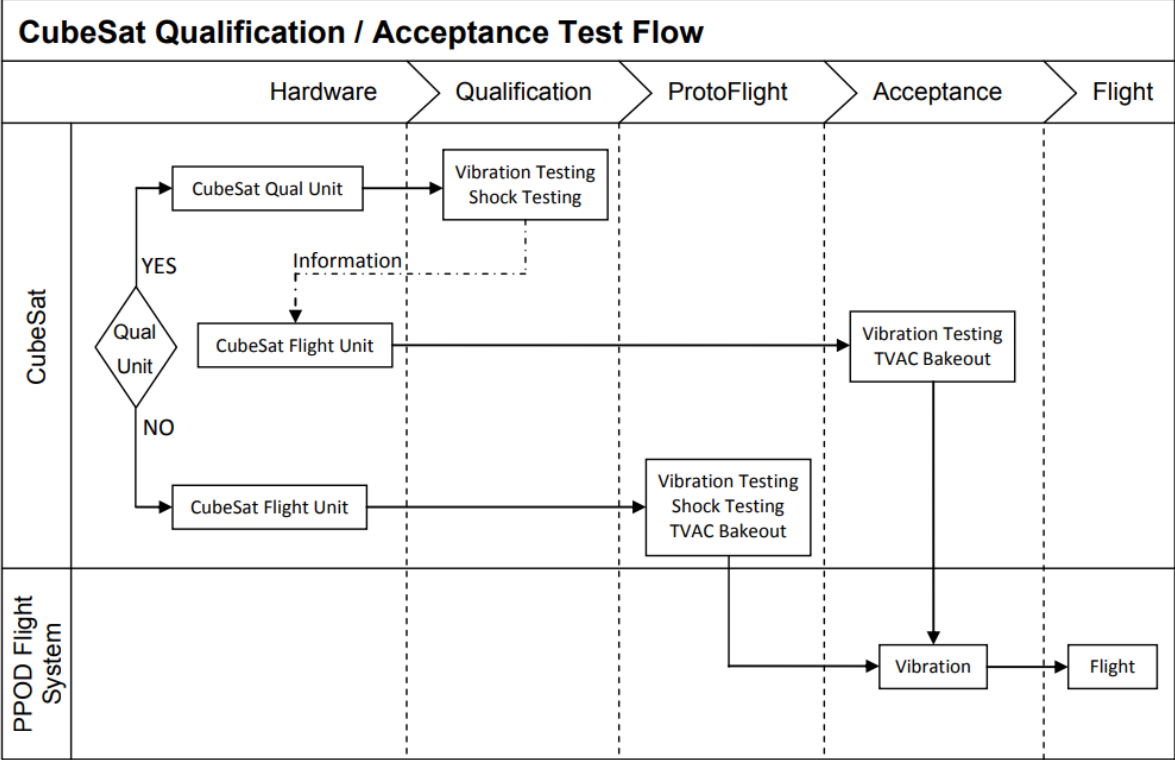 CubeSat Qualification / Acceptance Test Flow
Hardware
Qualification
ProtoFlight
Acceptance
Flight
CubeSat
CubeSat Qual Unit
Vibration Testing
Shock Testing
YES
Information
Qual
Unit
CubeSat Flight Unit
Vibration Testing
TVAC Bakeout
NO
CubeSat Flight Unit
Vibration Testing
Shock Testing
TVAC Bakeout
PPOD Flight
System
Vibration
Flight